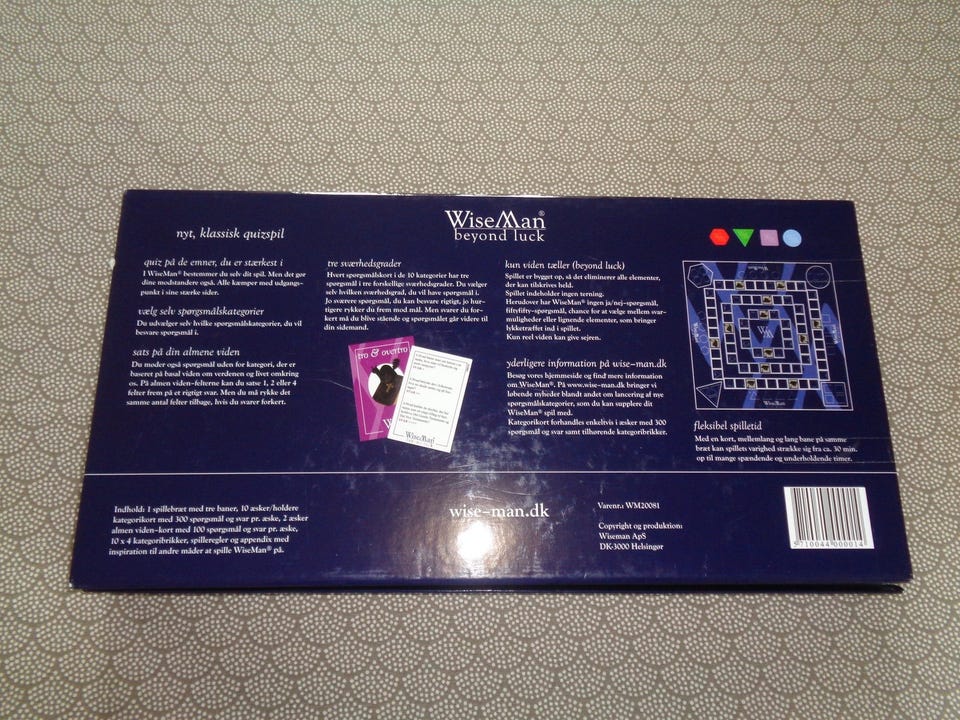 WiseMan®
beyond luck
nyt, klassisk quizspil
quiz på de emner, du er stærkest i
I WiseMan® bestemmer du selv dit spil. Men det gør
dine modstandere også. Alle kæmper med udgangs-
punkt i sine stærke sider.
vælg selv spørgsmålskategorier
Du udvælger selv hvilke spørgsmålskategorier, du vil
besvare spørgsmål i.
sats på din almene viden
Du møder også spørgsmål uden for kategori, der er
baseret på basal viden om verdenen og livet omkring
os. På almen viden-felterne kan du satse 1, 2 eller 4
felter frem på et rigtigt svar. Men du må rykke det
samme antal felter tilbage, hvis du svarer forkert.
tre sværhedsgrader
Hvert spørgsmålskort i de 10 kategorier har tre
spørgsmål i tre forskellige sværhedsgrader. Du vælger
selv hvilken sværhedsgrad, du vil have spørgsmål i.
Jo sværere spørgsmål, du kan besvare rigtigt, jo hur-
tigere rykker du frem mod mål. Men svarer du for-
kert må du blive stående og spørgsmålet går videre til
din sidemand.
tro & overtro
WiseMan
kun viden tæller (beyond luck)
Spillet er bygget op, så det eliminerer alle elementer,
der kan tilskrives held.
Spillet indeholder ingen terning.
Herudover har WiseMan® ingen ja/nej-spørgsmål,
fiftyfifty-spørgsmål, chance for at vælge mellem svar-
muligheder eller lignende elementer, som bringer
lykketræffet ind i spillet.
Kun reel viden kan give sejren.
yderligere information på wise-man.dk
Besøg vores hjemmeside og find mere information
om WiseMan®. På www.wise-man.dk bringer vi
løbende nyheder blandt andet om lancering af nye
spørgsmålskategorier, som du kan supplere dit
WiseMan® spil med.
Kategorikort forhandles enkeltvis i æsker med 300
spørgsmål og svar samt tilhørende kategoribrikker.
fleksibel spilletid
Med en kort, mellemlang og lang bane på samme
bræt kan spillets varighed strække sig fra ca. 30 min.
op til mange spændende og underholdende timer.
Indhold: 1 spillebræt med tre baner, 10 æsker/holdere
kategorikort med 300 spørgsmål og svar pr. æske, 2 æsker
almen viden-kort med 100 spørgsmål og svar pr. æske,
10 x 4 kategoribrikker, spilleregler og appendix med
inspiration til andre måder at spille WiseMan® på.
wise-man.dk
Varenr.: WM20081
Copyright og produktion:
Wiseman ApS
DK-3000 Helsingør
5 710044 000014